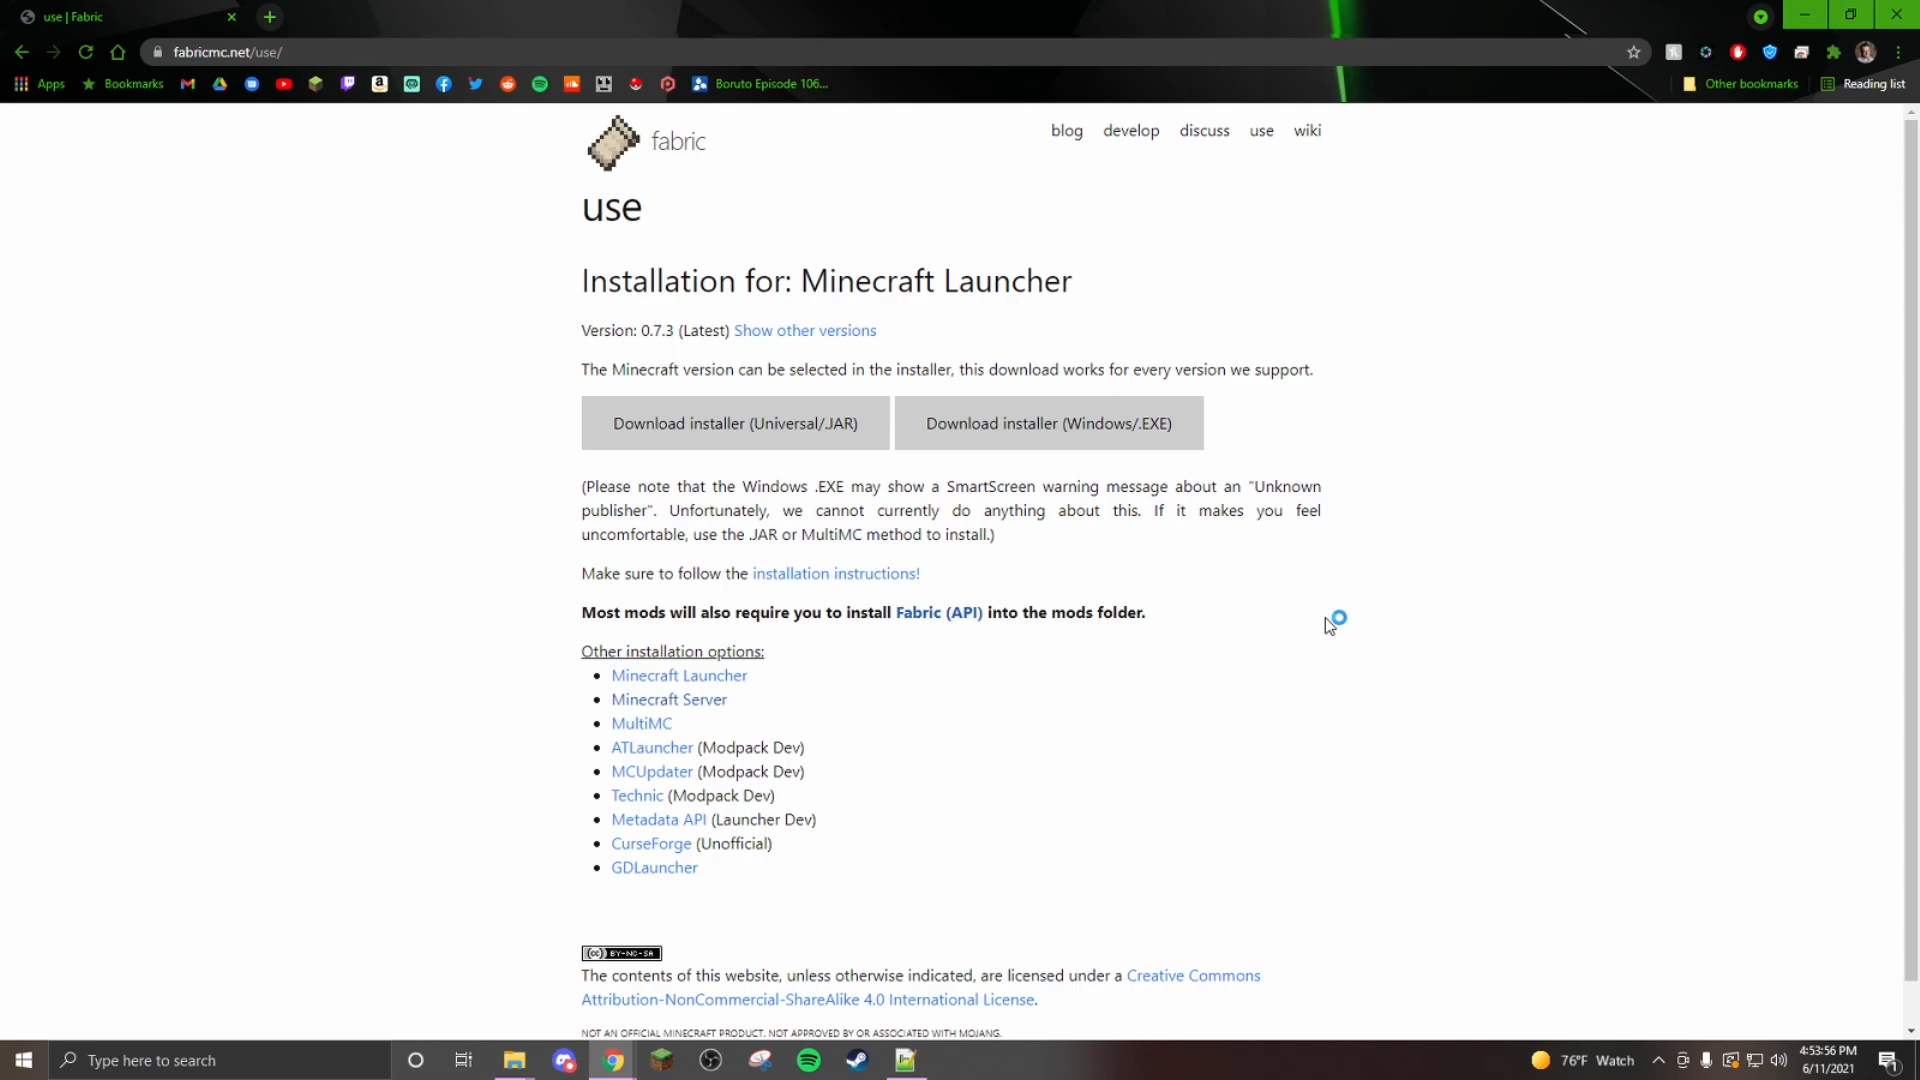 use | Fabric
fabricmc.net/use/
Apps Bookmarks Boruto Episode 106... Other bookmarks Reading list
fabric
blog develop discuss use wiki
use
Installation for: Minecraft Launcher
Version: 0.7.3 (Latest) Show other versions
The Minecraft version can be selected in the installer, this download works for every version we support.
Download installer (Universal/.JAR) Download installer (Windows/.EXE)
(Please note that the Windows .EXE may show a SmartScreen warning message about an "Unknown
publisher". Unfortunately, we cannot currently do anything about this. If it makes you feel
uncomfortable, use the .JAR or MultiMC method to install.)
Make sure to follow the installation instructions!
Most mods will also require you to install Fabric (API) into the mods folder.
Other installation options:
Minecraft Launcher
Minecraft Server
MultiMC
ATLauncher (Modpack Dev)
MCUpdater (Modpack Dev)
Technic (Modpack Dev)
Metadata API (Launcher Dev)
CurseForge (Unofficial)
GDLauncher
(cc) BY-NC-SA
The contents of this website, unless otherwise indicated, are licensed under a Creative Commons
Attribution-NonCommercial-ShareAlike 4.0 International License.
NOT AN OFFICIAL MINECRAFT PRODUCT. NOT APPROVED BY OR ASSOCIATED WITH MOJANG.
Type here to search
76°F Watch
4:53:56 PM
6/11/2021
1